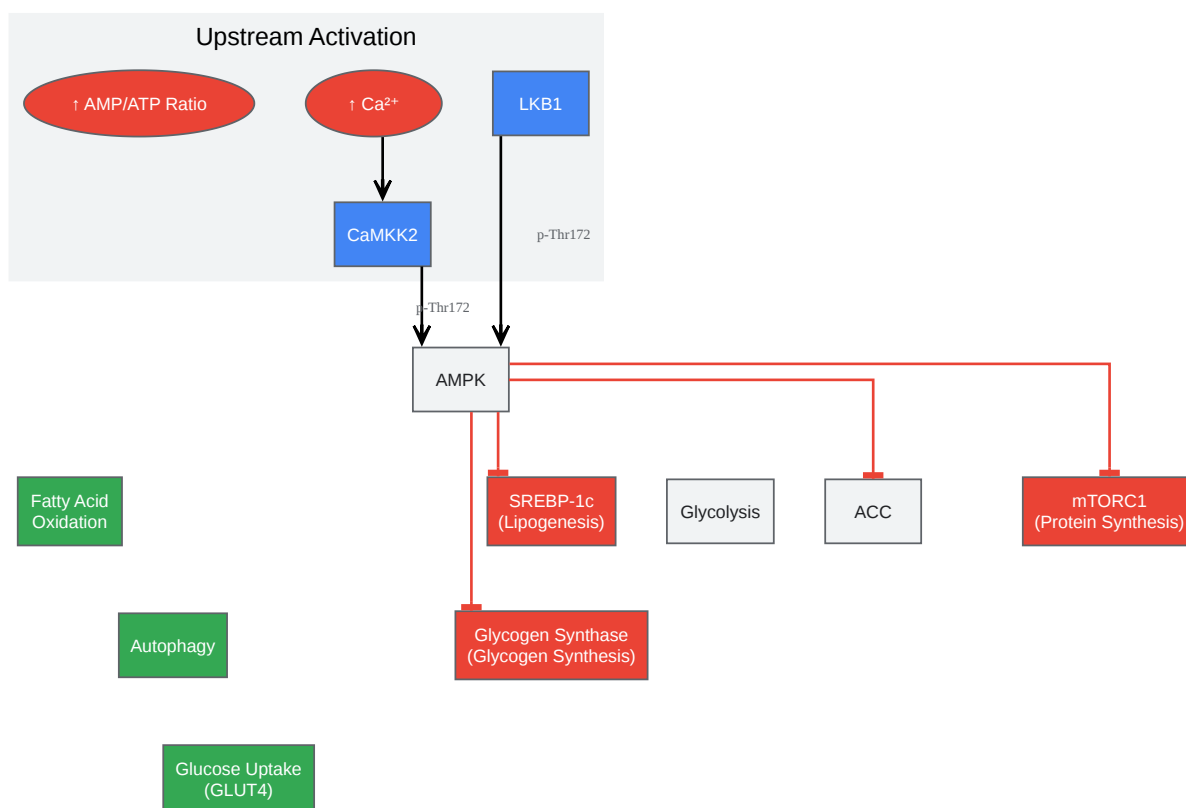 Upstream Activation
↑ AMP/ATP Ratio
↑ Ca²⁺
LKB1
CaMKK2
p-Thr172
p-Thr172
AMPK
Fatty Acid
Oxidation
SREBP-1c
(Lipogenesis)
Glycolysis
ACC
mTORC1
(Protein Synthesis)
Autophagy
Glycogen Synthase
(Glycogen Synthesis)
Glucose Uptake
(GLUT4)